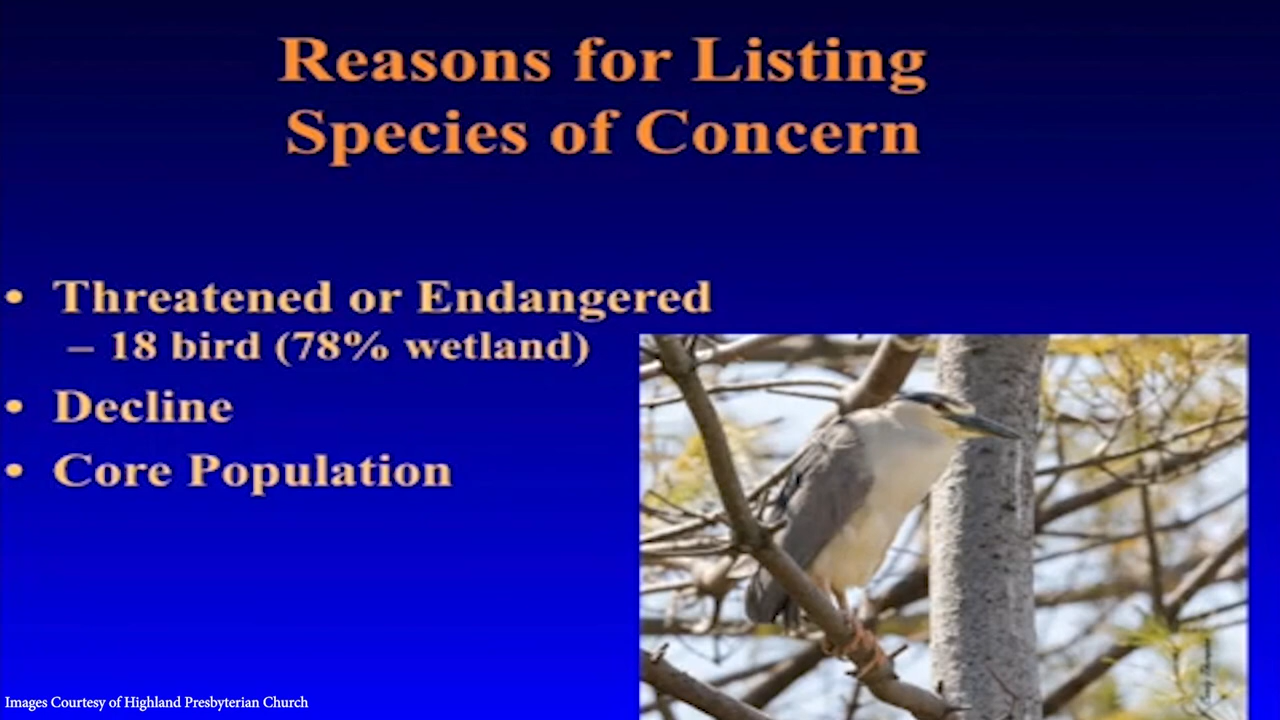 Reasons for Listing
Species of Concern
• Threatened or Endangered
– 18 bird (78% wetland)
• Decline
• Core Population
Images Courtesy of Highland Presbyterian Church